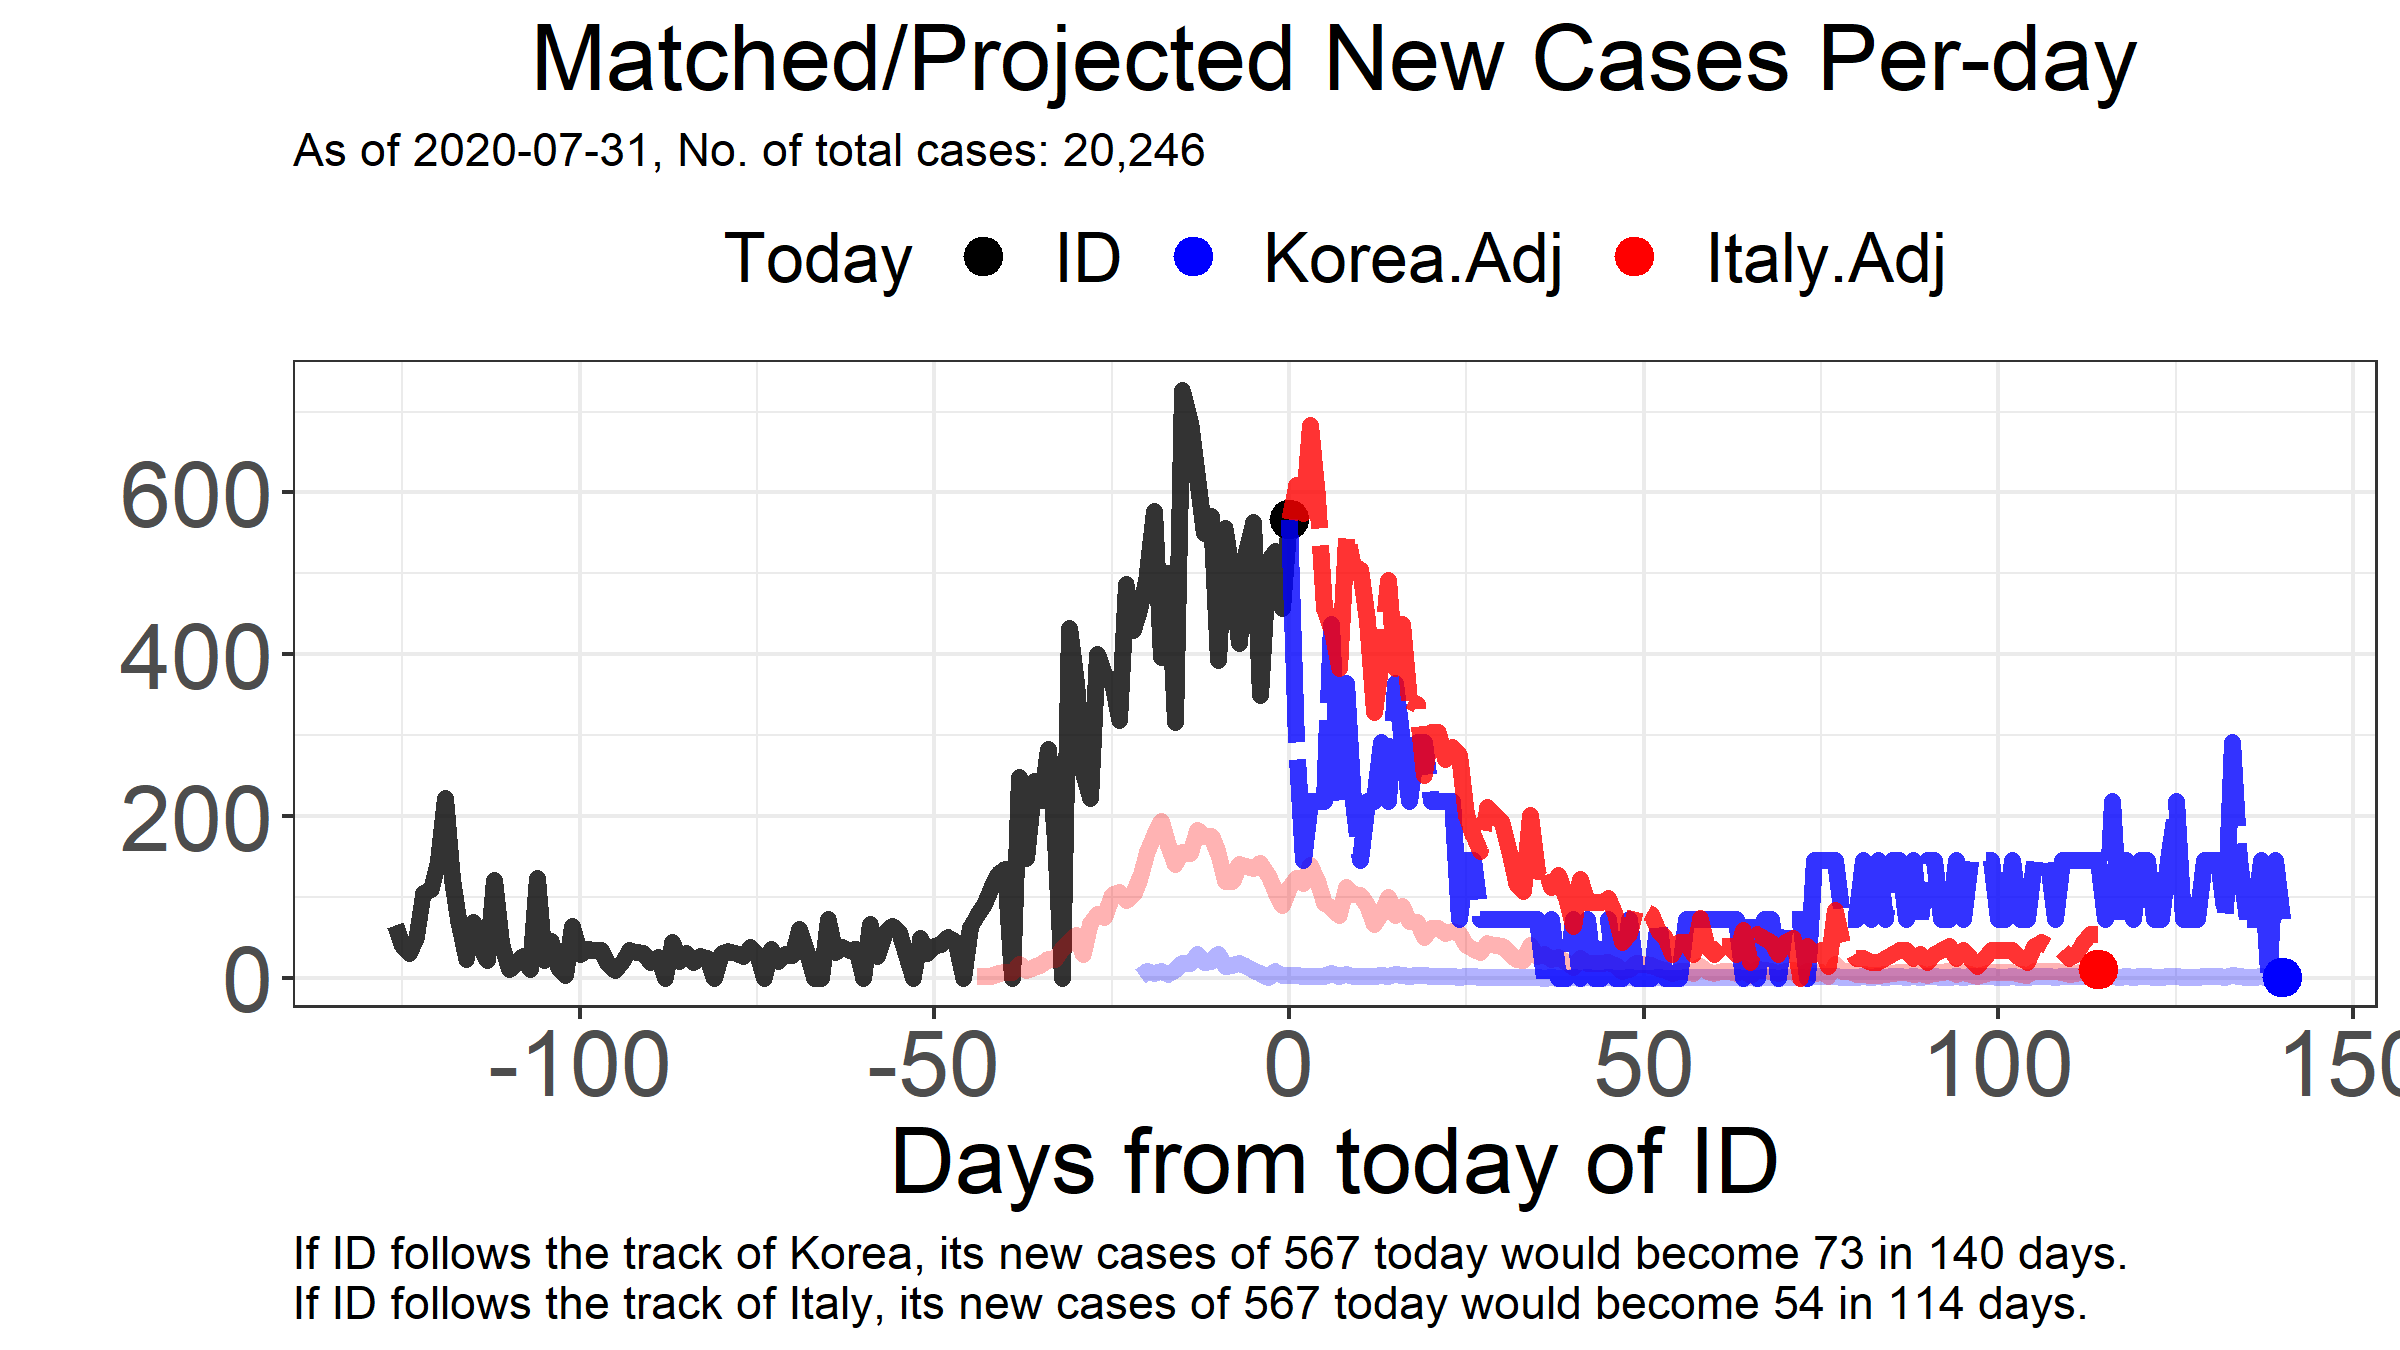 Matched/Projected New Cases Per-day
As of 2020-07-31, No. of total cases: 20,246
Today ID Korea.Adj Italy.Adj
600
400
200
0
-100 -50 0 50 100 150
Days from today of ID
If ID follows the track of Korea, its new cases of 567 today would become 73 in 140 days.
If ID follows the track of Italy, its new cases of 567 today would become 54 in 114 days.